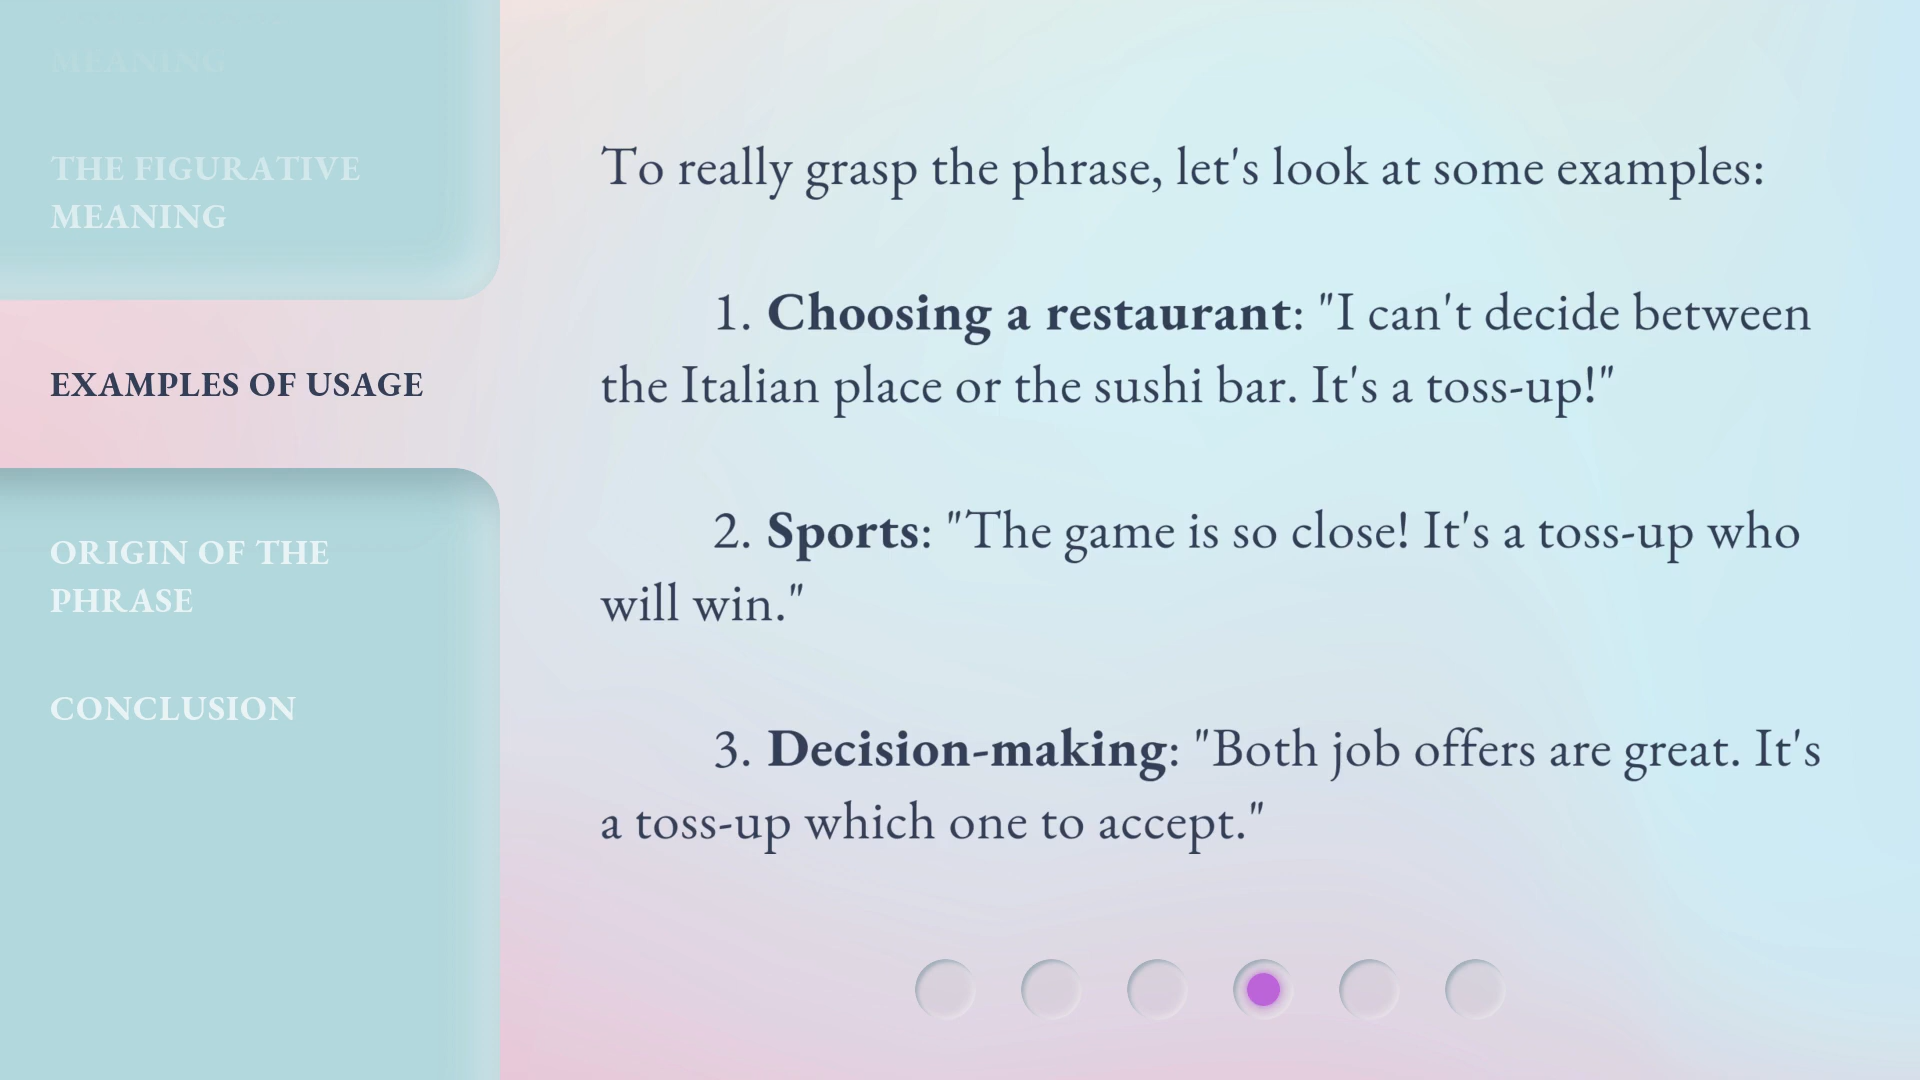 MEANING
THE FIGURATIVE
MEANING
EXAMPLES OF USAGE
ORIGIN OF THE
PHRASE
CONCLUSION
To really grasp the phrase, let's look at some examples:
1. Choosing a restaurant: "I can't decide between
the Italian place or the sushi bar. It's a toss-up!"
2. Sports: "The game is so close! It's a toss-up who
will win."
3. Decision-making: "Both job offers are great. It's
a toss-up which one to accept."